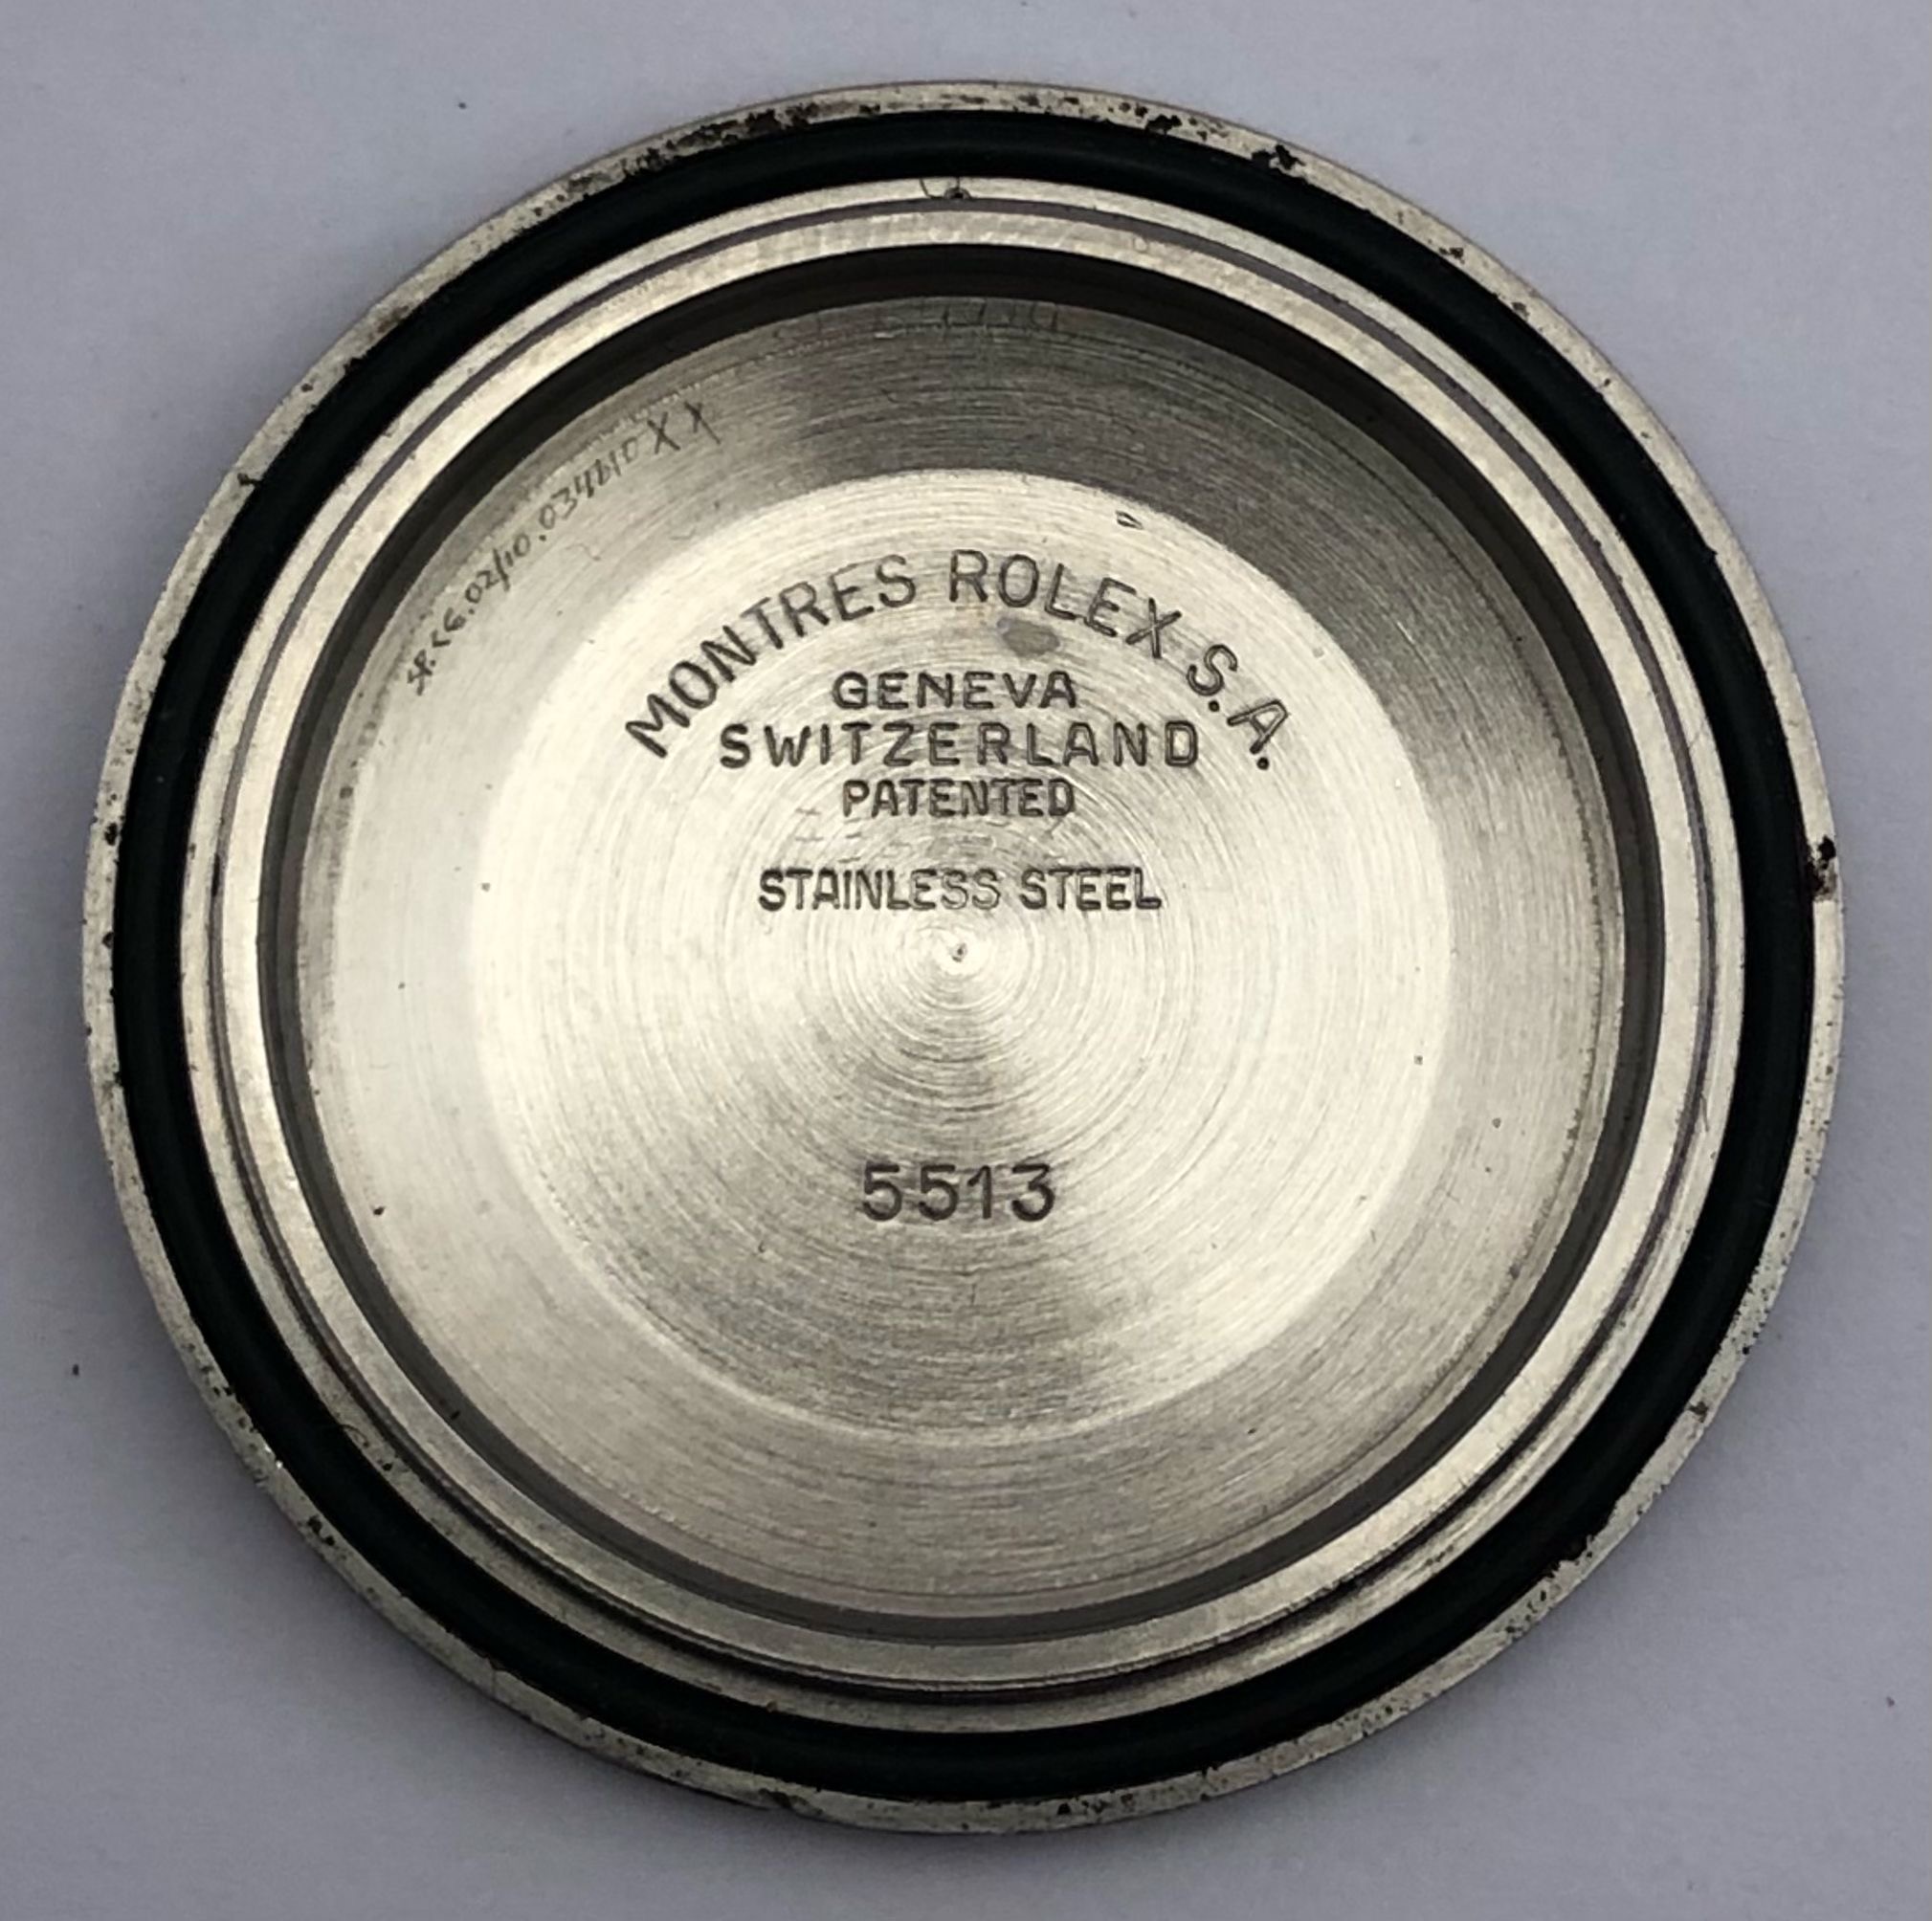 MONTRES ROLEX S.A.
GENEVA
SWITZERLAND
PATENTED
STAINLESS STEEL
5513